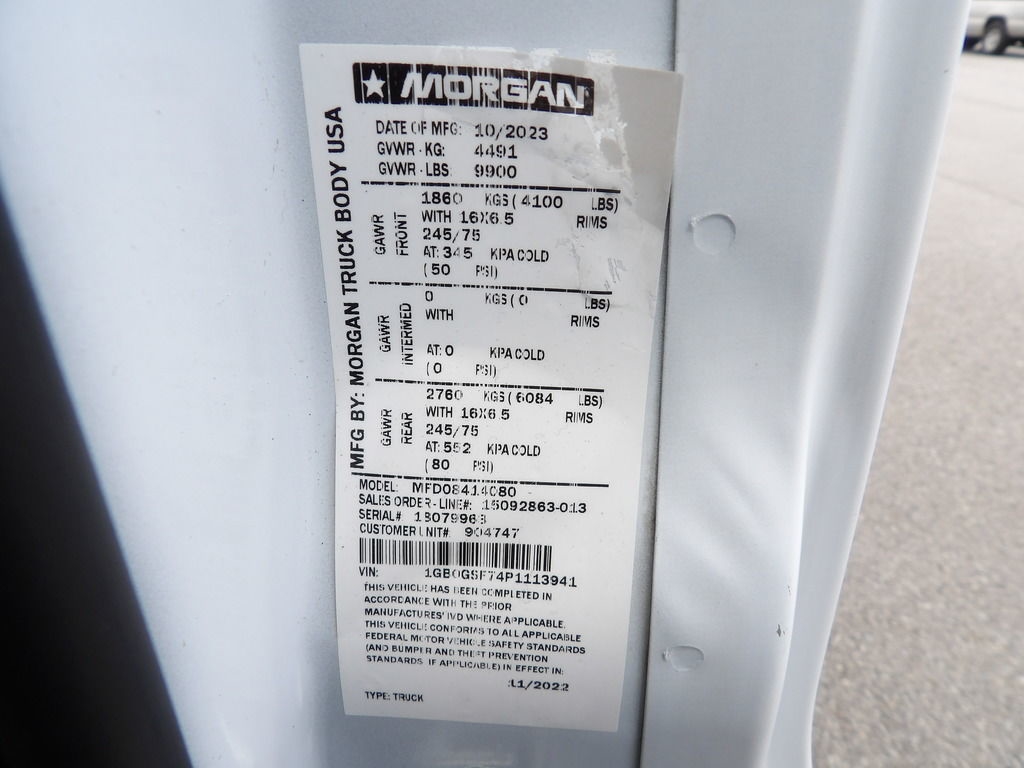 MORGAN
MFG BY: MORGAN TRUCK BODY USA
DATE OF MFG: 10/2023
GVWR - KG: 4491
GVWR - LBS: 9900
GAWR FRONT
1860 KGS ( 4100 LBS)
WITH 16X6.5 RIMS
245/75
AT: 345 KPA COLD
( 50 PSI)
GAWR INTERMED
0 KGS ( 0 LBS)
WITH RIMS
AT: 0 KPA COLD
( 0 PSI)
GAWR REAR
2760 KGS ( 6084 LBS)
WITH 16X6.5 RIMS
245/75
AT: 552 KPA COLD
( 80 PSI)
MODEL: MFD08414080
SALES ORDER - LINE#: 15092863-013
SERIAL#
CUSTOMER UNIT#: 904747
VIN: 1GB0GSF74P1113941
THIS VEHICLE HAS BEEN COMPLETED IN
ACCORDANCE WITH THE PRIOR
MANUFACTURES' IVD WHERE APPLICABLE.
THIS VEHICLE CONFORMS TO ALL APPLICABLE
FEDERAL MOTOR VEHICLE SAFETY STANDARDS
(AND BUMPER AND THEFT PREVENTION
STANDARDS, IF APPLICABLE) IN EFFECT IN:
11/2022
TYPE: TRUCK